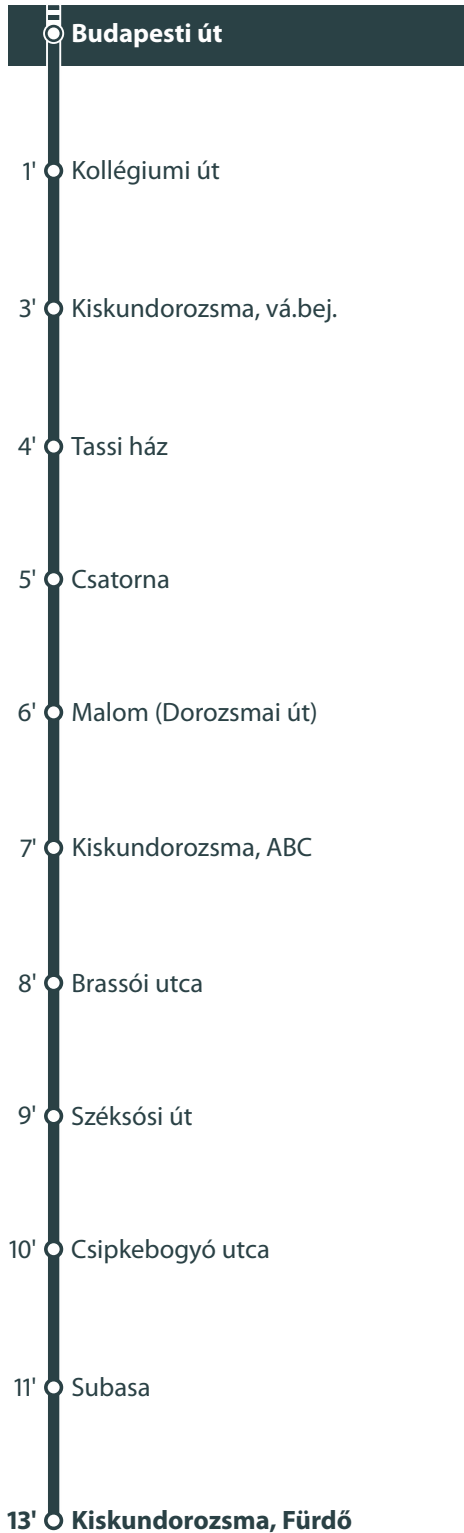 Budapesti út
1' Kollégiumi út
3' Kiskundorozsma, vá.bej.
4' Tassi ház
5' Csatorna
6' Malom (Dorozsmai út)
7' Kiskundorozsma, ABC
8' Brassói utca
9' Széksósi út
10' Csipkebogyó utca
11' Subasa
13' Kiskundorozsma, Fürdő